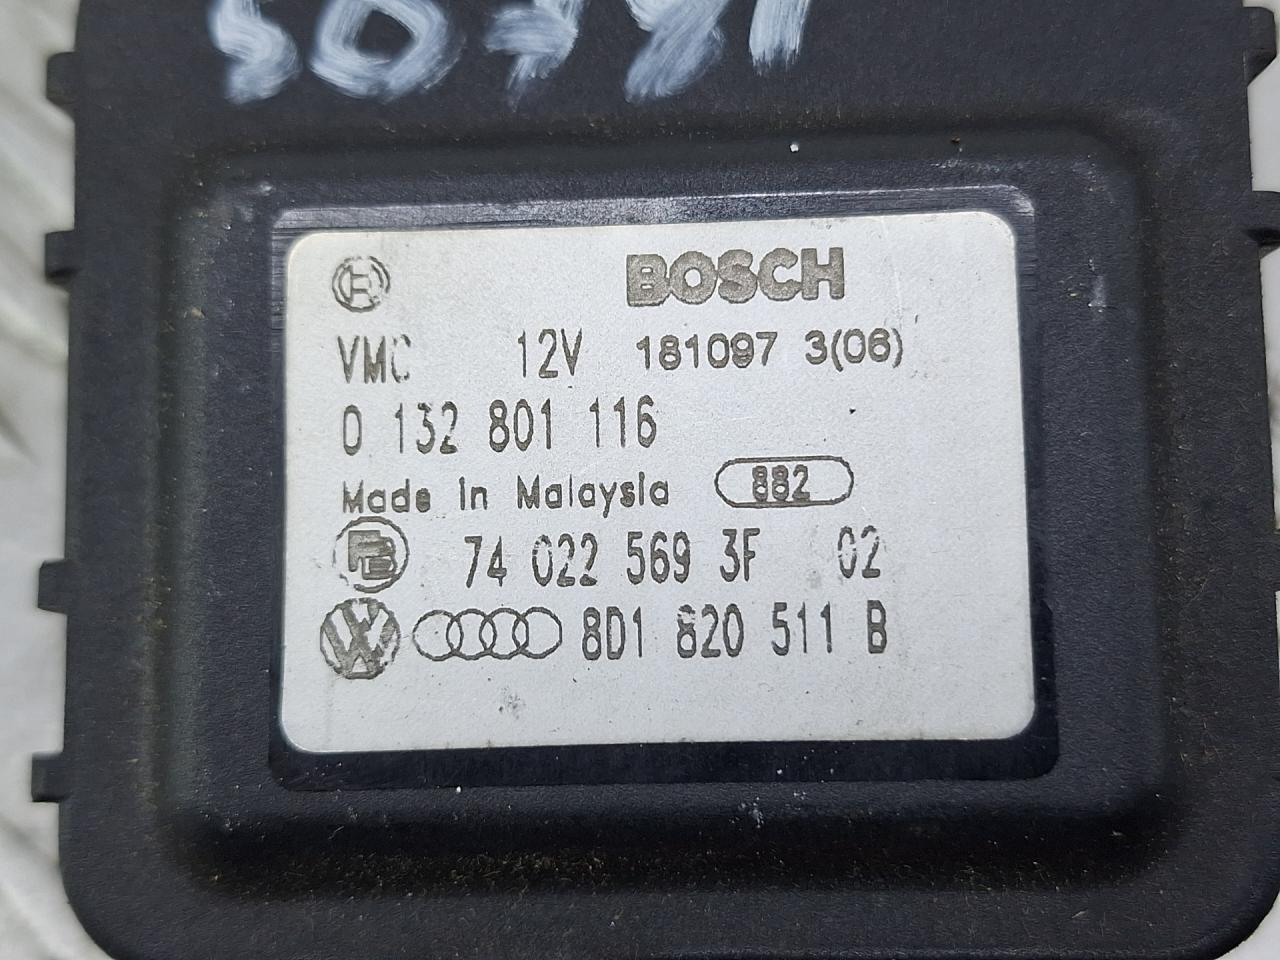 BOSCH
VMC 12V 181097 3(06)
0 132 801 116
Made in Malaysia 882
74 022 569 3F 02
8D1 820 511 B